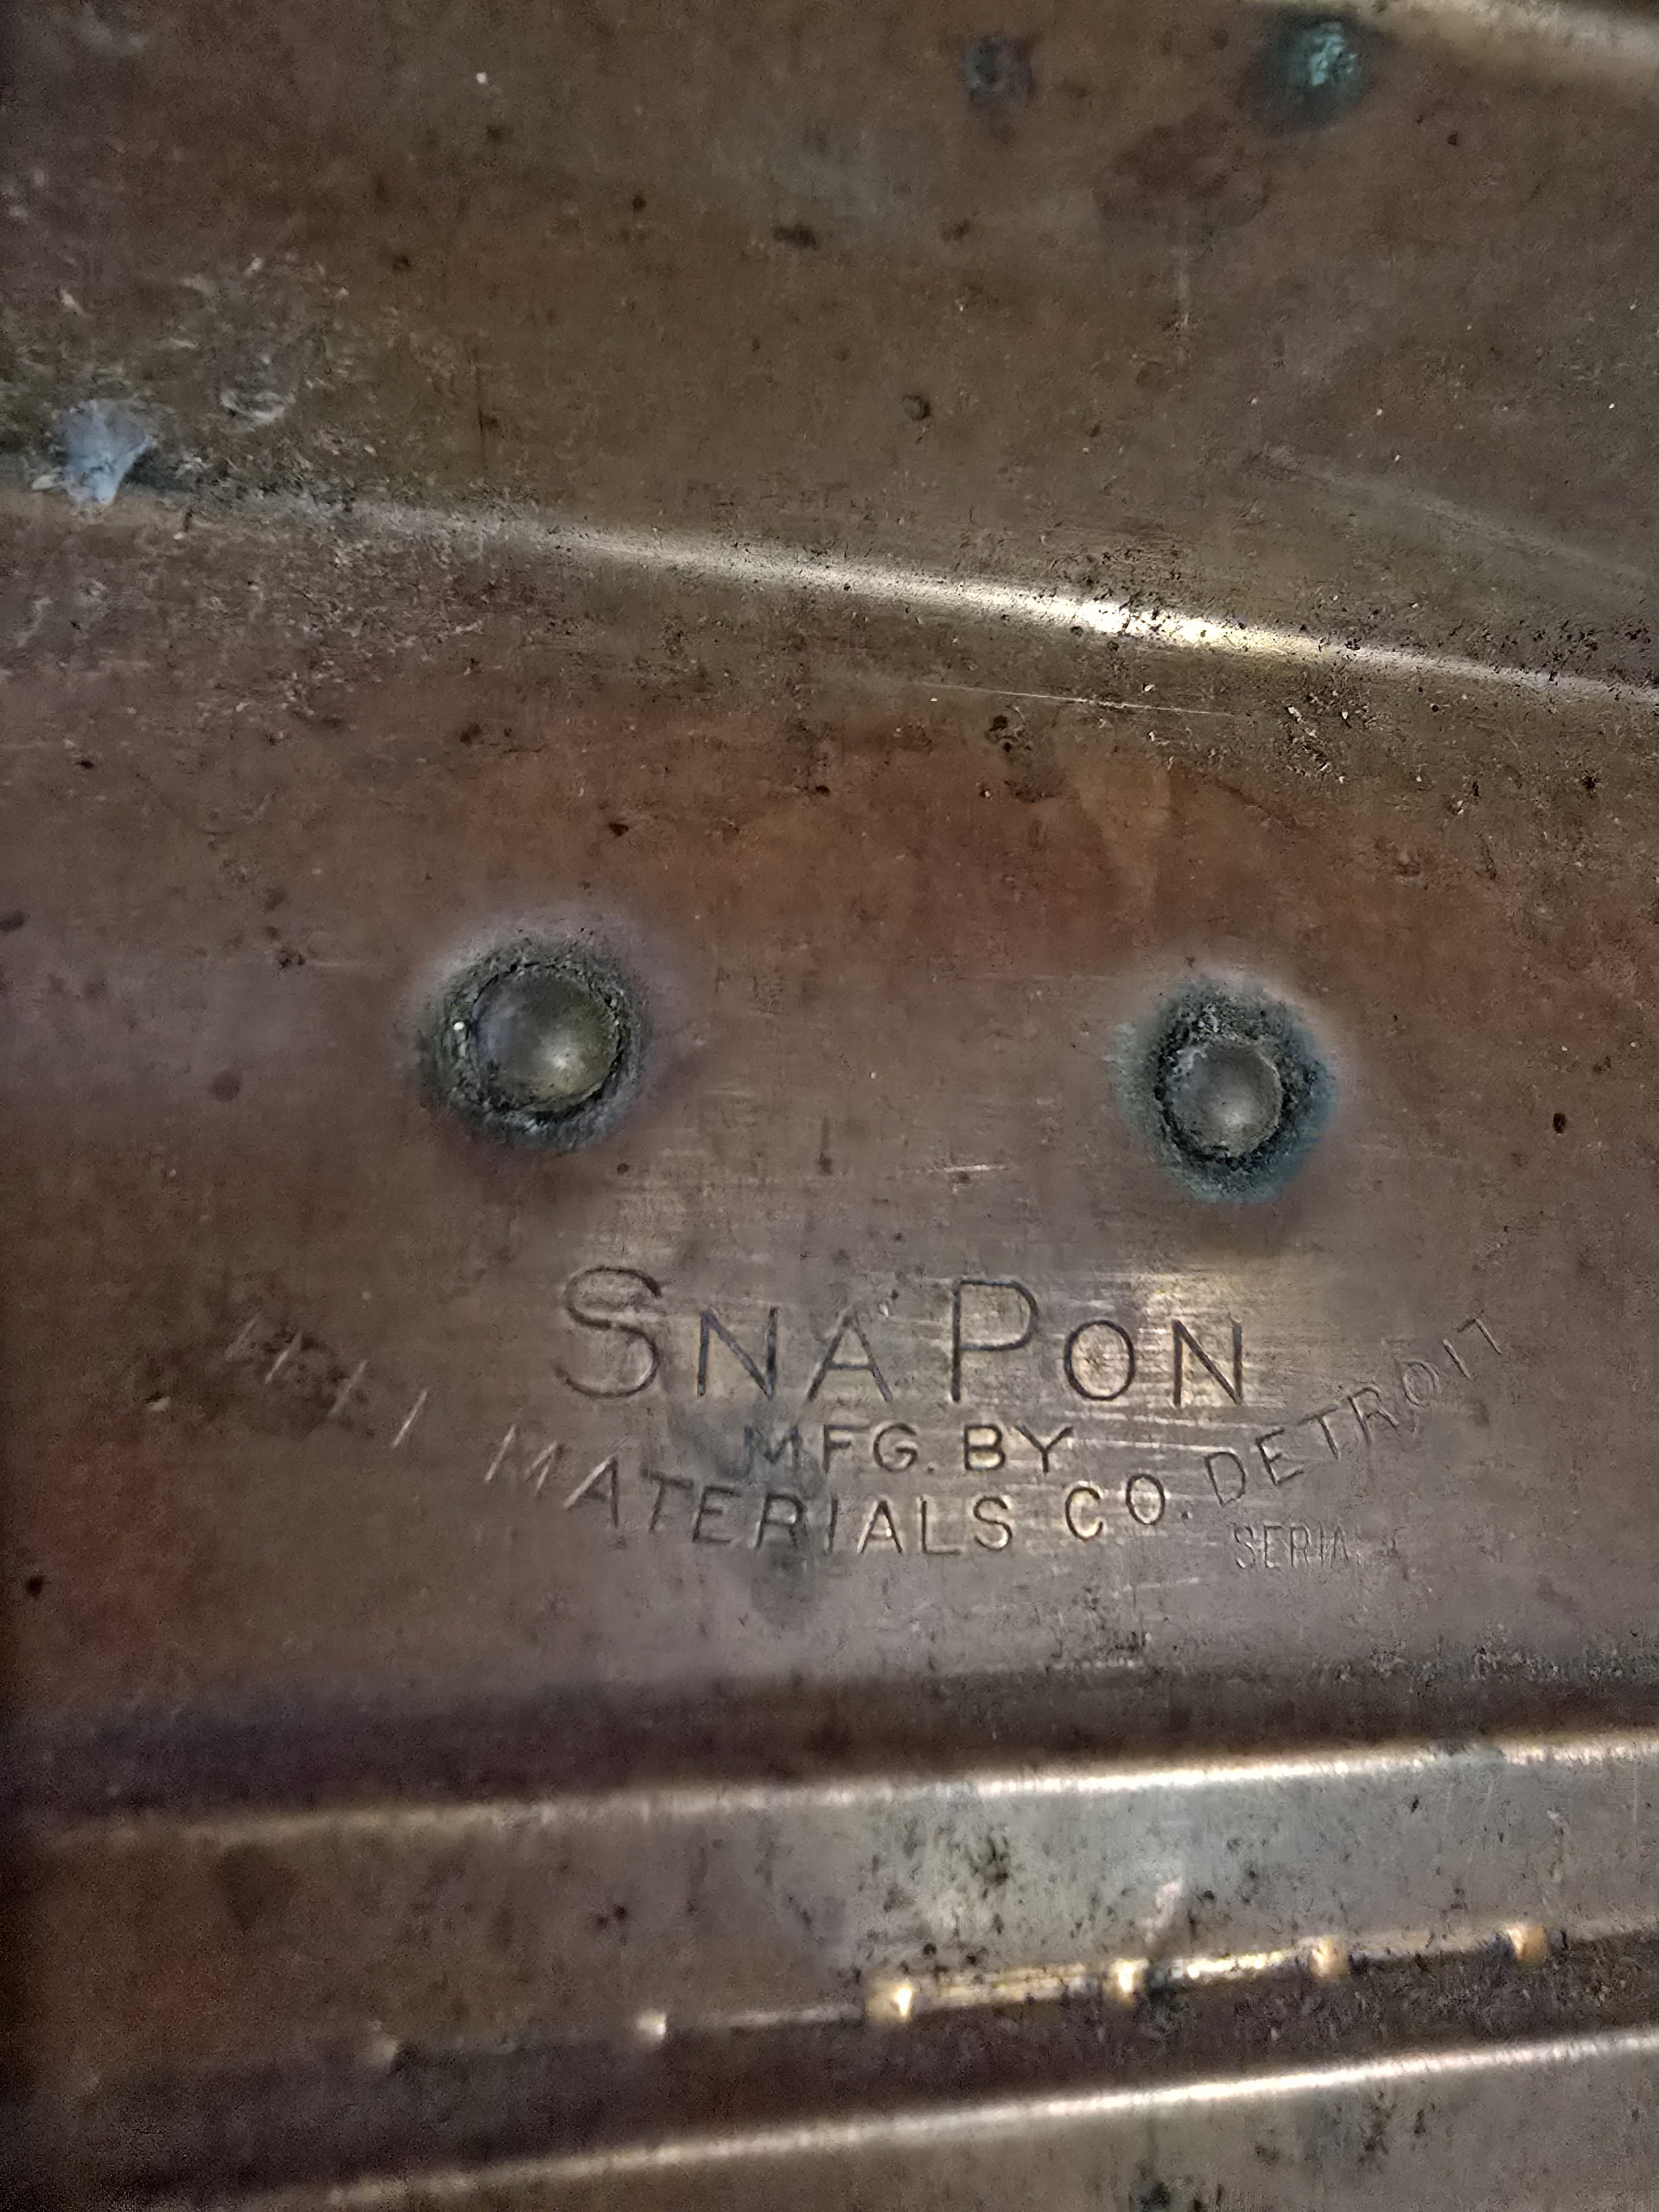 SNAPON
MFG. BY
MATERIALS CO. DETROIT